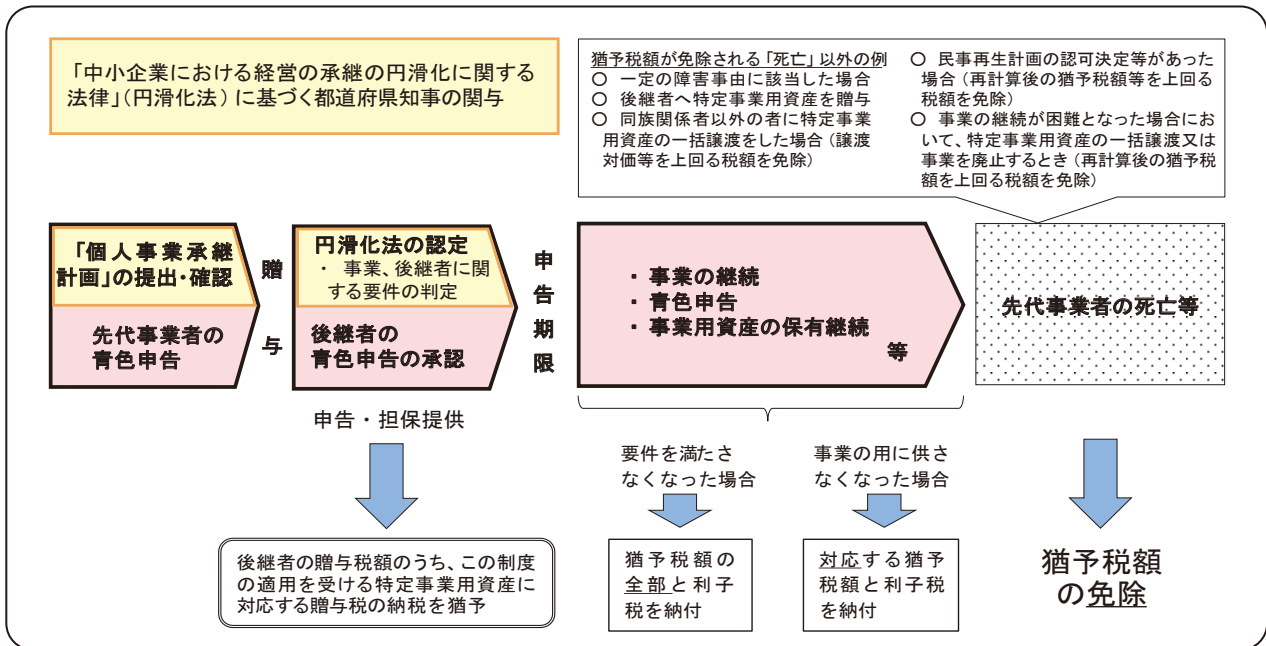 「中小企業における経営の承継の円滑化に関する
法律」(円滑化法)に基づく都道府県知事の関与
猶予税額が免除される「死亡」以外の例
○ 一定の障害事由に該当した場合
○ 後継者へ特定事業用資産を贈与
○ 同族関係者以外の者に特定事業
用資産の一括譲渡をした場合(譲渡
対価等を上回る税額を免除)
○ 民事再生計画の認可決定等があった
場合(再計算後の猶予税額等を上回る
税額を免除)
○ 事業の継続が困難となった場合にお
いて、特定事業用資産の一括譲渡又は
事業を廃止するとき(再計算後の猶予税
額を上回る税額を免除)
「個人事業承継
計画」の提出・確認
先代事業者の
青色申告
贈与
円滑化法の認定
・ 事業、後継者に関
する要件の判定
後継者の
青色申告の承認
申告期限
・ 事業の継続
・ 青色申告
・ 事業用資産の保有継続
等
先代事業者の死亡等
申告・担保提供
要件を満たさ
なくなった場合
事業の用に供さ
なくなった場合
後継者の贈与税額のうち、この制度
の適用を受ける特定事業用資産に
対応する贈与税の納税を猶予
猶予税額の
全部と利子
税を納付
対応する猶予
税額と利子税
を納付
猶予税額
の免除